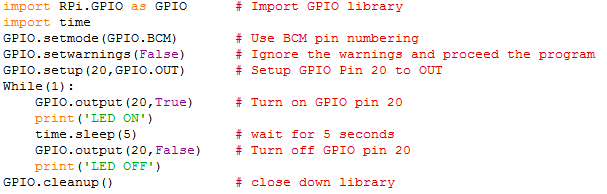 import RPi.GPIO as GPIO # Import GPIO library
import time
GPIO.setmode(GPIO.BCM) # Use BCM pin numbering
GPIO.setwarnings(False) # Ignore the warnings and proceed the program
GPIO.setup(20,GPIO.OUT) # Setup GPIO Pin 20 to OUT
While(1):
    GPIO.output(20,True) # Turn on GPIO pin 20
    print('LED ON')
    time.sleep(5) # wait for 5 seconds
    GPIO.output(20,False) # Turn off GPIO pin 20
    print('LED OFF')
GPIO.cleanup() # close down library